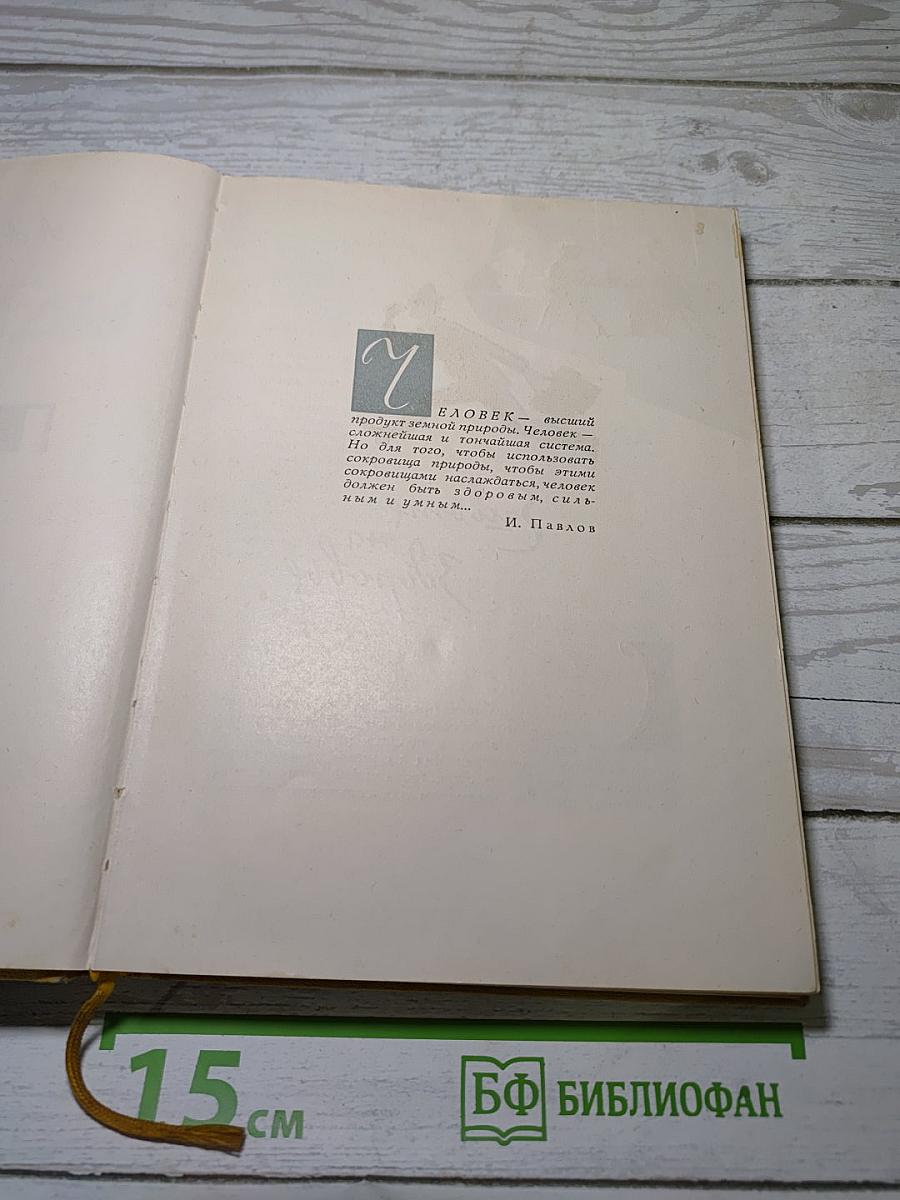 ЧЕЛОВЕК — высший
продукт земной природы. Человек —
сложнейшая и тончайшая система.
Но для того, чтобы использовать
сокровища природы, чтобы этими
сокровищами наслаждаться, человек
должен быть здоровым, силь-
ным и умным...
И. Павлов
15 см
БФ БИБЛИОФАН